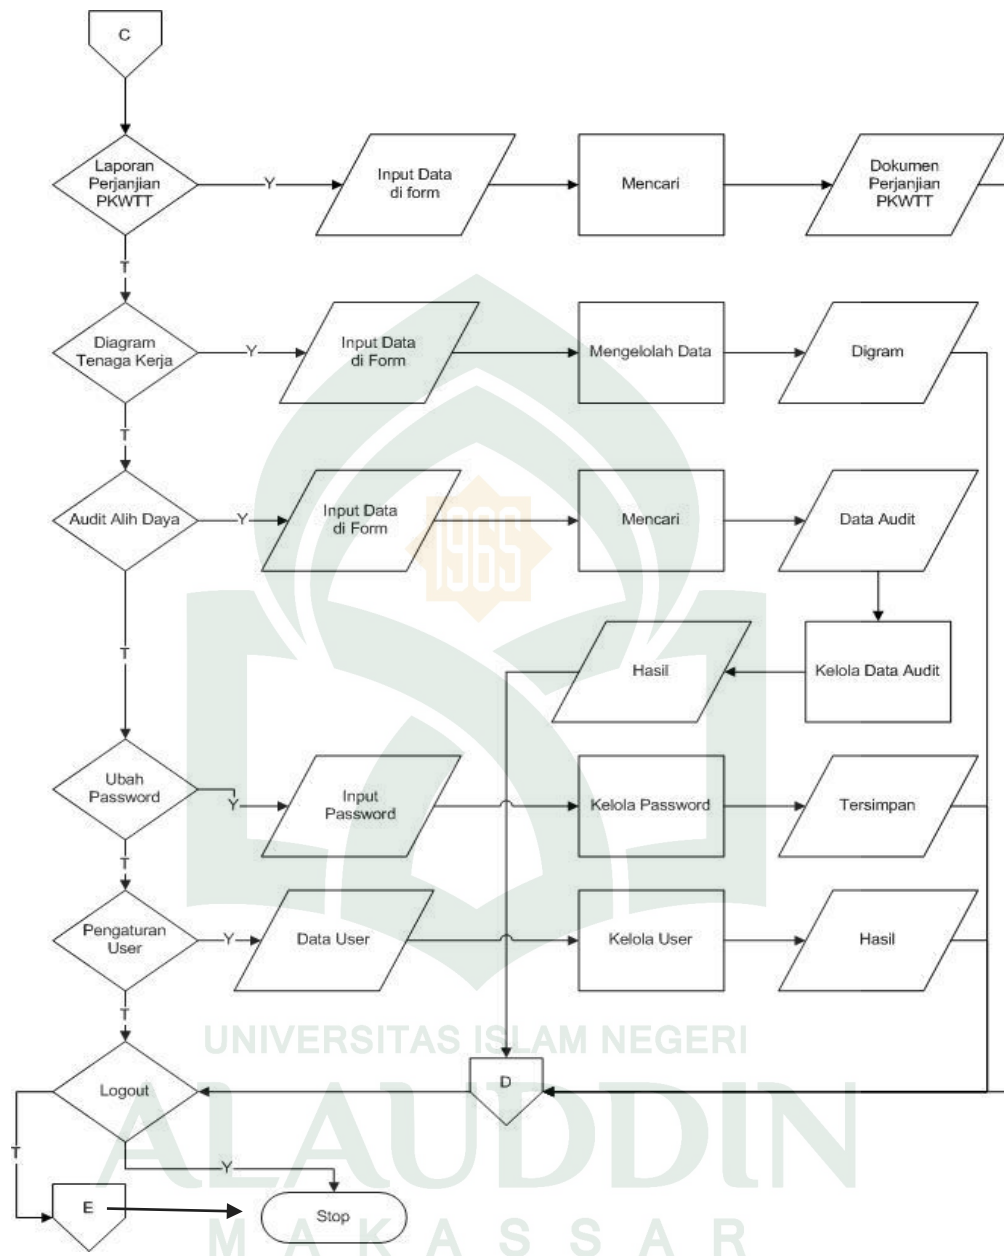 C
Laporan
Perjanjian
PKWTT
Y
Input Data
di form
Mencari
Dokumen
Perjanjian
PKWTT
T
Diagram
Tenaga Kerja
Y
Input Data
di Form
Mengelolah Data
Digram
T
Audit Alih Daya
Y
Input Data
di Form
Mencari
Data Audit
1965
T
Hasil
Kelola Data Audit
Ubah
Password
Y
Input
Password
Kelola Password
Tersimpan
T
Pengaturan
User
Y
Data User
Kelola User
Hasil
T
UNIVERSITAS ISLAM NEGERI
Logout
D
ALAUDDIN
T
Y
E
Stop
MAKASSAR